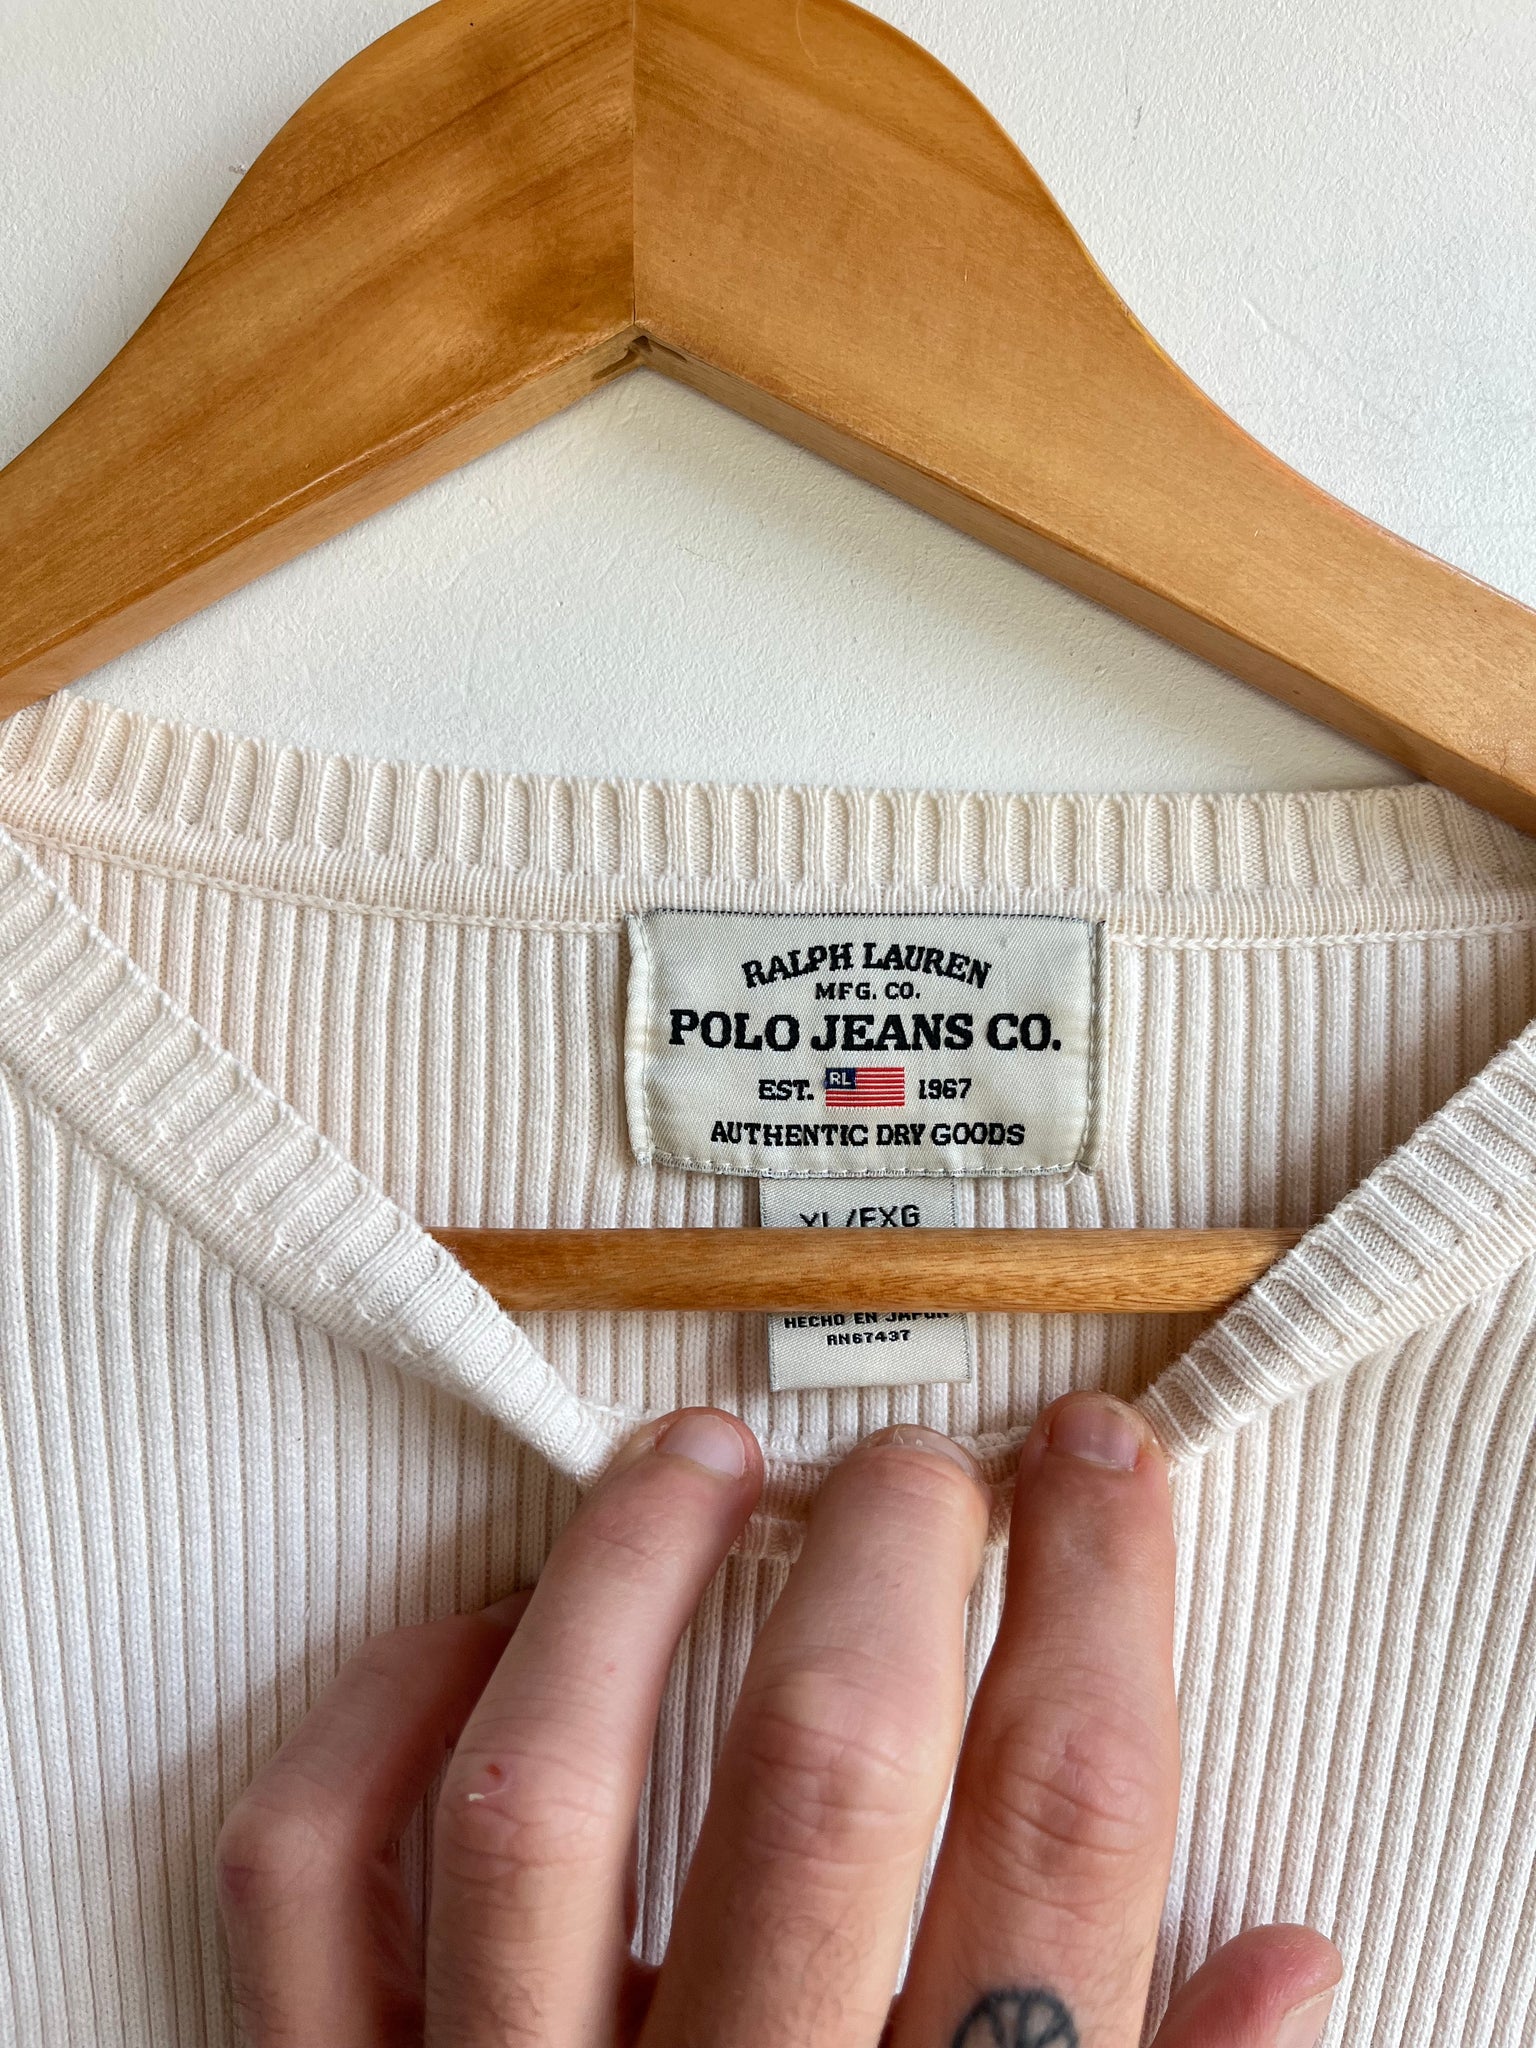 RALPH LAUREN
MFG. CO.
POLO JEANS CO.
EST. RL 1967
AUTHENTIC DRY GOODS
XL/EXG
HECHO EN JAPON
RN67437